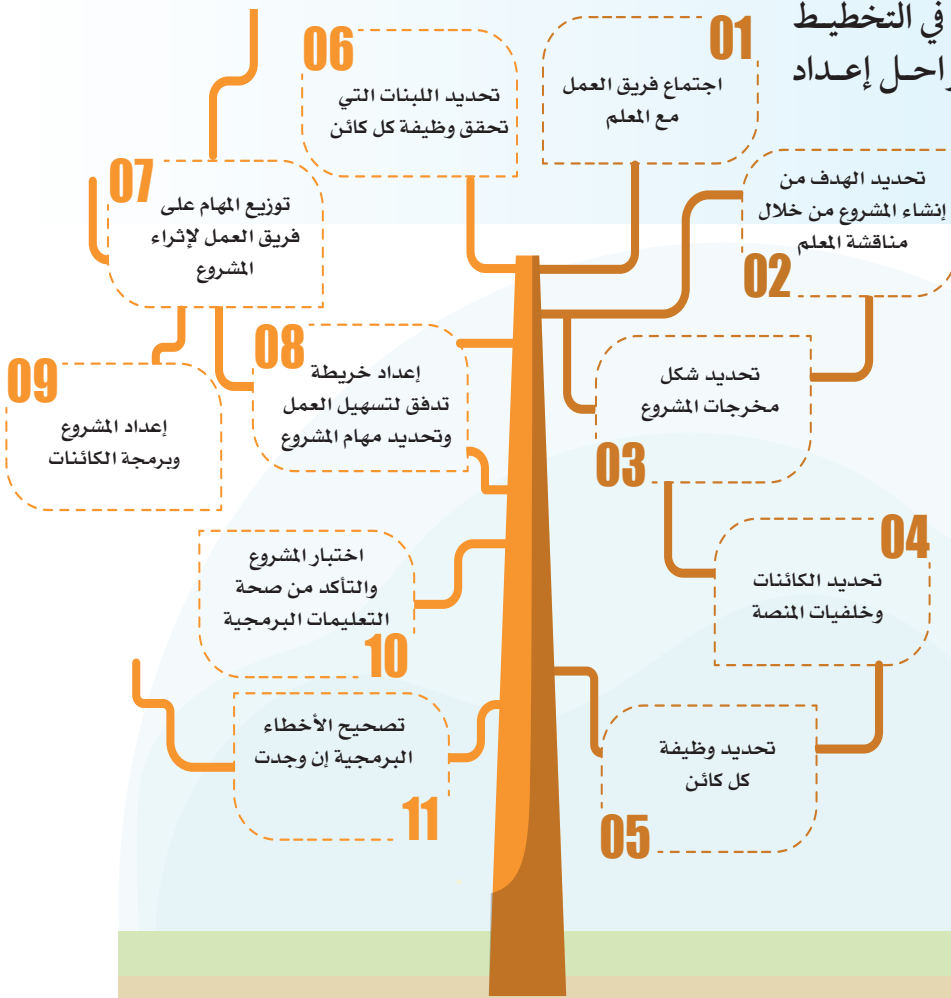 في التخطيـط
راحـل إعـداد
01
اجتماع فريق العمل
مع المعلم
02
تحديد الهدف من
إنشاء المشروع من خلال
مناقشة المعلم
03
تحديد شكل
مخرجات المشروع
04
تحديد الكائنات
وخلفيات المنصة
05
تحديد وظيفة
كل كائن
06
تحديد اللبنات التي
تحقق وظيفة كل كائن
07
توزيع المهام على
فريق العمل لإثراء
المشروع
08
إعداد خريطة
تدفق لتسهيل العمل
وتحديد مهام المشروع
09
إعداد المشروع
وبرمجة الكائنات
10
اختبار المشروع
والتأكد من صحة
التعليمات البرمجية
11
تصحيح الأخطاء
البرمجية إن وجدت